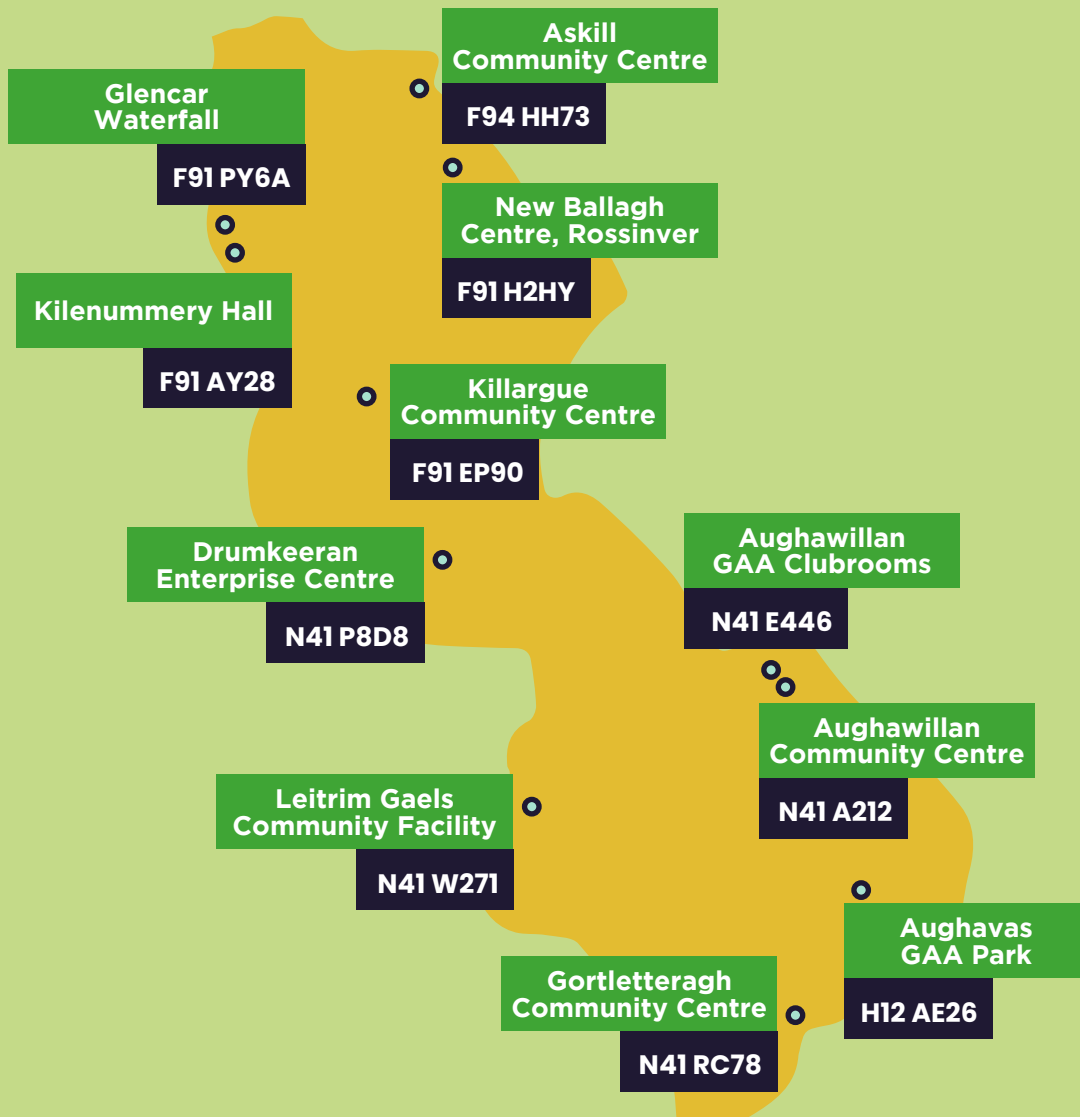 Askill
Community Centre
F94 HH73
Glencar
Waterfall
F91 PY6A
New Ballagh
Centre, Rossinver
F91 H2HY
Kilenummery Hall
F91 AY28
Killargue
Community Centre
F91 EP90
Drumkeeran
Enterprise Centre
N41 P8D8
Aughawillan
GAA Clubrooms
N41 E446
Aughawillan
Community Centre
N41 A212
Leitrim Gaels
Community Facility
N41 W271
Aughavas
GAA Park
H12 AE26
Gortletteragh
Community Centre
N41 RC78